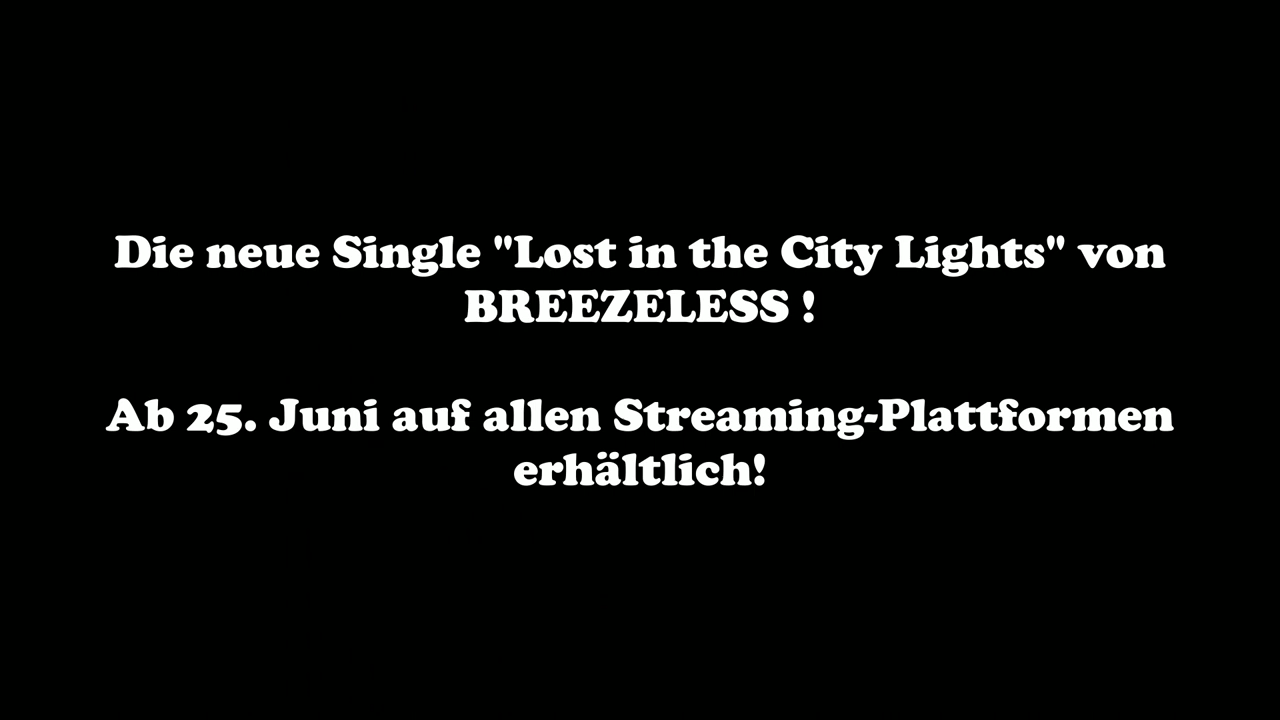 Die neue Single "Lost in the City Lights" von
BREEZELESS !
Ab 25. Juni auf allen Streaming-Plattformen
erhältlich!